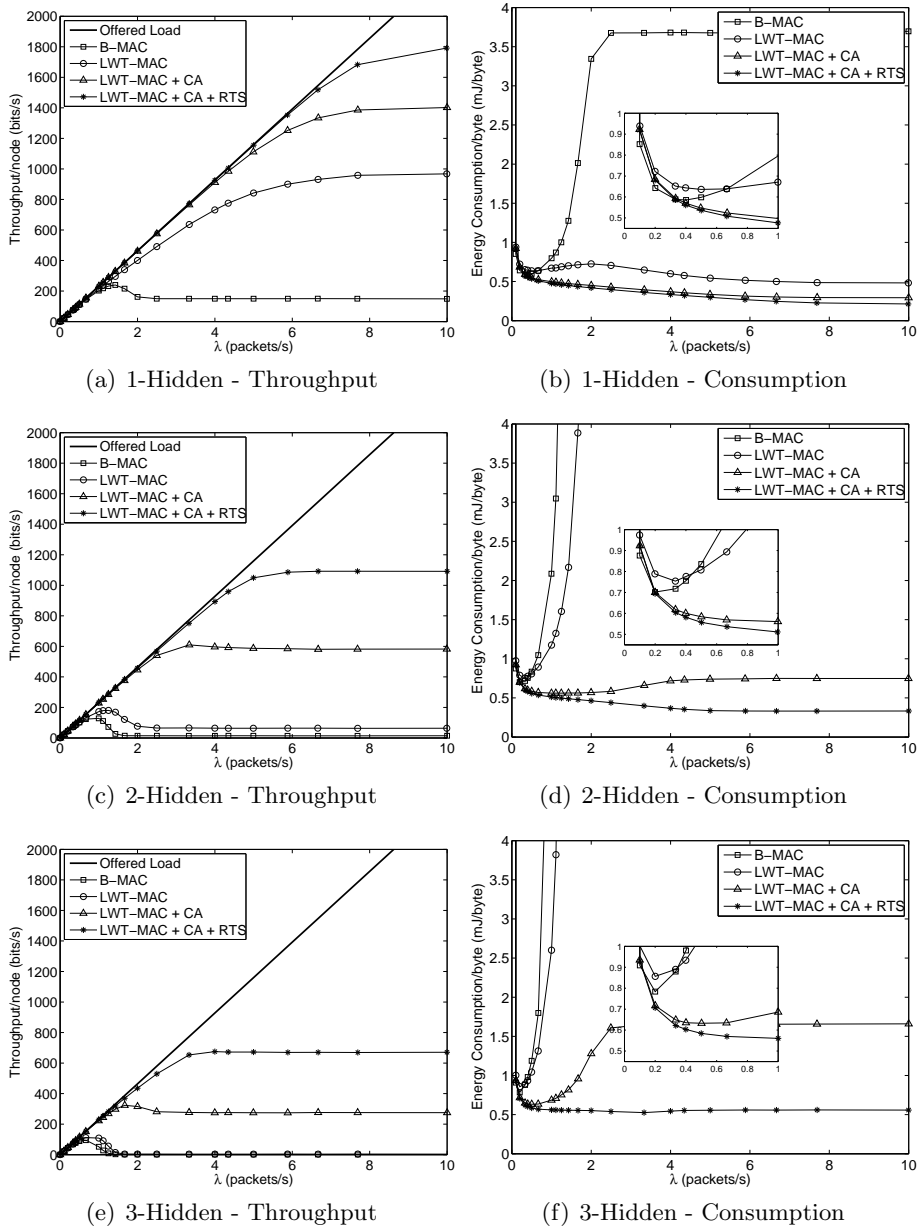 2000
1800
1600
1400
1200
1000
800
600
400
200
0
Throughput/node (bits/s)
Offered Load
B−MAC
LWT−MAC
LWT−MAC + CA
LWT−MAC + CA + RTS
0 2 4 6 8 10
λ (packets/s)
(a) 1-Hidden - Throughput
4
3.5
3
2.5
2
1.5
1
0.5
0
Energy Consumption/byte (mJ/byte)
B−MAC
LWT−MAC
LWT−MAC + CA
LWT−MAC + CA + RTS
1
0.9
0.8
0.7
0.6
0.5
0 0.2 0.4 0.6 0.8 1
0 2 4 6 8 10
λ (packets/s)
(b) 1-Hidden - Consumption
2000
1800
1600
1400
1200
1000
800
600
400
200
0
Throughput/node (bits/s)
Offered Load
B−MAC
LWT−MAC
LWT−MAC + CA
LWT−MAC + CA + RTS
0 2 4 6 8 10
λ (packets/s)
(c) 2-Hidden - Throughput
4
3.5
3
2.5
2
1.5
1
0.5
0
Energy Consumption/byte (mJ/byte)
B−MAC
LWT−MAC
LWT−MAC + CA
LWT−MAC + CA + RTS
1
0.9
0.8
0.7
0.6
0.5
0 0.2 0.4 0.6 0.8 1
0 2 4 6 8 10
λ (packets/s)
(d) 2-Hidden - Consumption
2000
1800
1600
1400
1200
1000
800
600
400
200
0
Throughput/node (bits/s)
Offered Load
B−MAC
LWT−MAC
LWT−MAC + CA
LWT−MAC + CA + RTS
0 2 4 6 8 10
λ (packets/s)
(e) 3-Hidden - Throughput
4
3.5
3
2.5
2
1.5
1
0.5
0
Energy Consumption/byte (mJ/byte)
B−MAC
LWT−MAC
LWT−MAC + CA
LWT−MAC + CA + RTS
1
0.9
0.8
0.7
0.6
0.5
0 0.2 0.4 0.6 0.8 1
0 2 4 6 8 10
λ (packets/s)
(f) 3-Hidden - Consumption